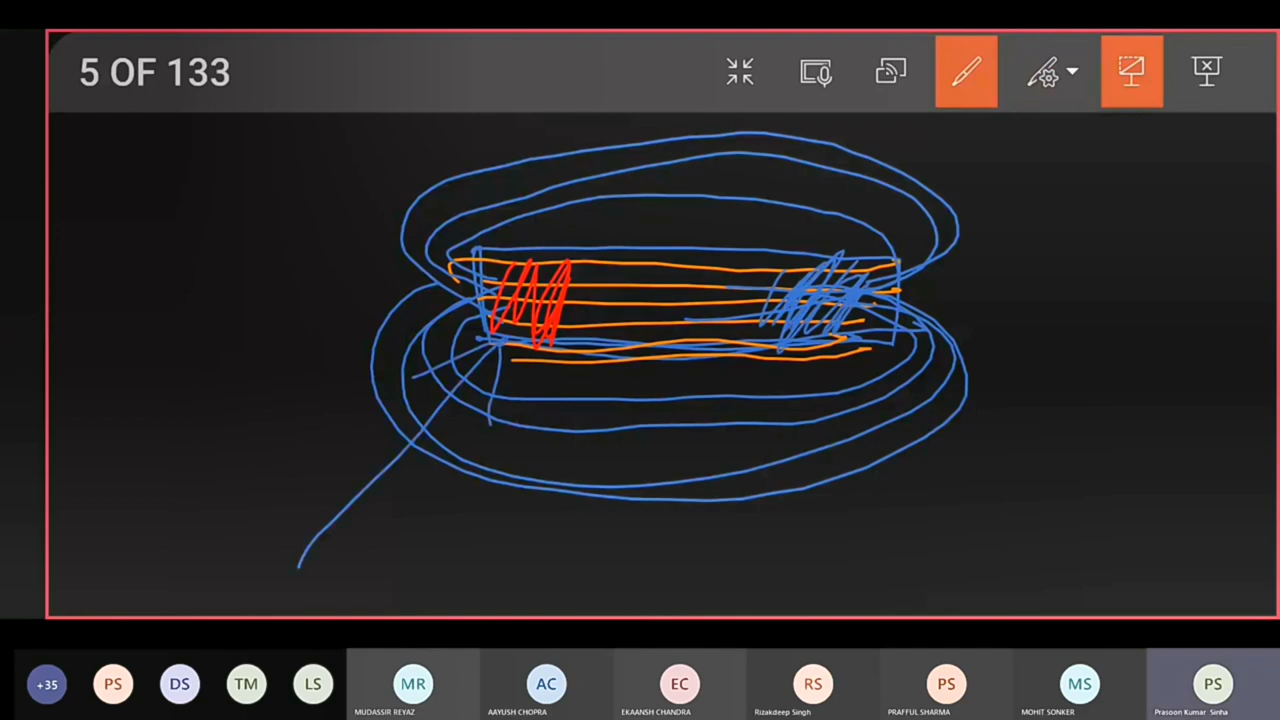 5 OF 133
+35
PS
DS
TM
LS
MR
AC
EC
RS
PS
MS
PS
MUDASSIR REYAZ
AAYUSH CHOPRA
EKAANSH CHANDRA
Rizakdeep Singh
PRAFFUL SHARMA
MOHIT SONKER
Prasoon Kumar Sinha